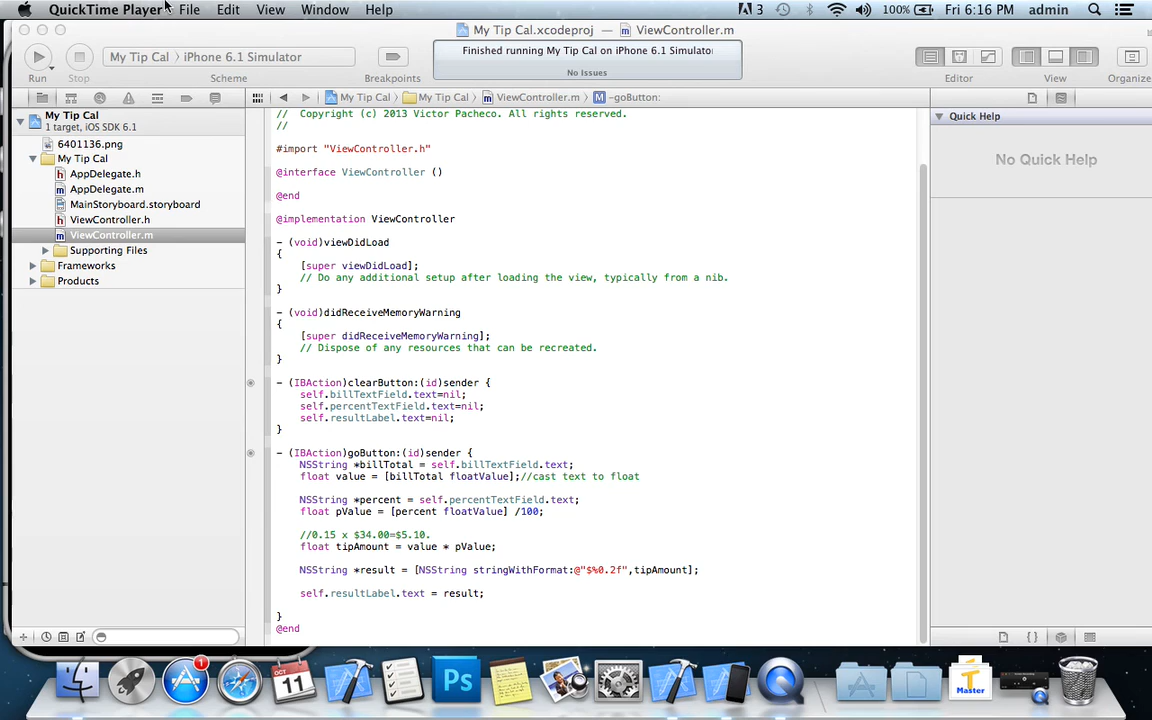 QuickTime Player File Edit View Window Help 3 100% Fri 6:16 PM admin
My Tip Cal.xcodeproj — ViewController.m
My Tip Cal iPhone 6.1 Simulator
Finished running My Tip Cal on iPhone 6.1 Simulator
No Issues
Run Stop Scheme Breakpoints Editor View Organize
My Tip Cal My Tip Cal ViewController.m M -goButton:
My Tip Cal
1 target, iOS SDK 6.1
6401136.png
My Tip Cal
AppDelegate.h
AppDelegate.m
MainStoryboard.storyboard
ViewController.h
ViewController.m
Supporting Files
Frameworks
Products
// Copyright (c) 2013 Victor Pacheco. All rights reserved.
//
#import "ViewController.h"
@interface ViewController ()
@end
@implementation ViewController
- (void)viewDidLoad
{
[super viewDidLoad];
// Do any additional setup after loading the view, typically from a nib.
}
- (void)didReceiveMemoryWarning
{
[super didReceiveMemoryWarning];
// Dispose of any resources that can be recreated.
}
- (IBAction)clearButton:(id)sender {
self.billTextField.text=nil;
self.percentTextField.text=nil;
self.resultLabel.text=nil;
}
- (IBAction)goButton:(id)sender {
NSString *billTotal = self.billTextField.text;
float value = [billTotal floatValue];//cast text to float
NSString *percent = self.percentTextField.text;
float pValue = [percent floatValue] /100;
//0.15 x $34.00=$5.10.
float tipAmount = value * pValue;
NSString *result = [NSString stringWithFormat:@"$%0.2f",tipAmount];
self.resultLabel.text = result;
}
@end
Quick Help
No Quick Help
1
11
Ps
Master